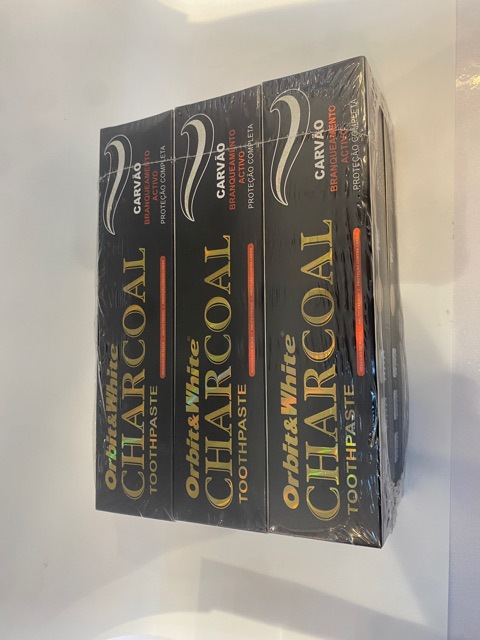 Orbit&White
CHARCOAL
TOOTHPASTE
CARVÃO
BRANQUEAMENTO
ACTIVO
PROTEÇÃO COMPLETA
Orbit&White
CHARCOAL
TOOTHPASTE
CARVÃO
BRANQUEAMENTO
ACTIVO
PROTEÇÃO COMPLETA
Orbit&White
CHARCOAL
TOOTHPASTE
CARVÃO
BRANQUEAMENTO
ACTIVO
PROTEÇÃO COMPLETA